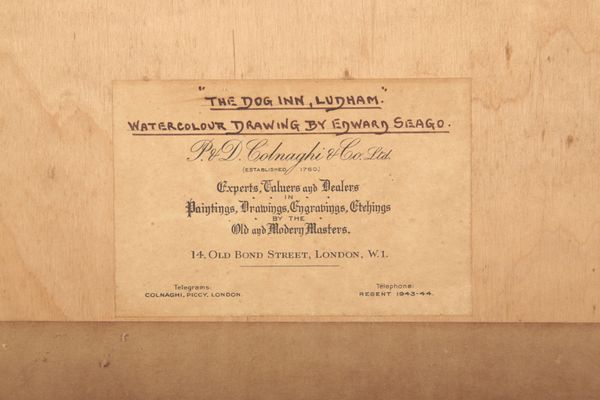 "THE DOG INN, LUDHAM."
WATERCOLOUR DRAWING BY EDWARD SEAGO.
P. & D. Colnaghi & Co. Ltd.
(ESTABLISHED 1760.)
Experts, Valuers and Dealers
IN
Paintings, Drawings, Engravings, Etchings
BY THE
Old and Modern Masters.
14, OLD BOND STREET, LONDON, W.1.
Telegrams: Telephone:
COLNAGHI, PICCY, LONDON. REGENT 1943-44.